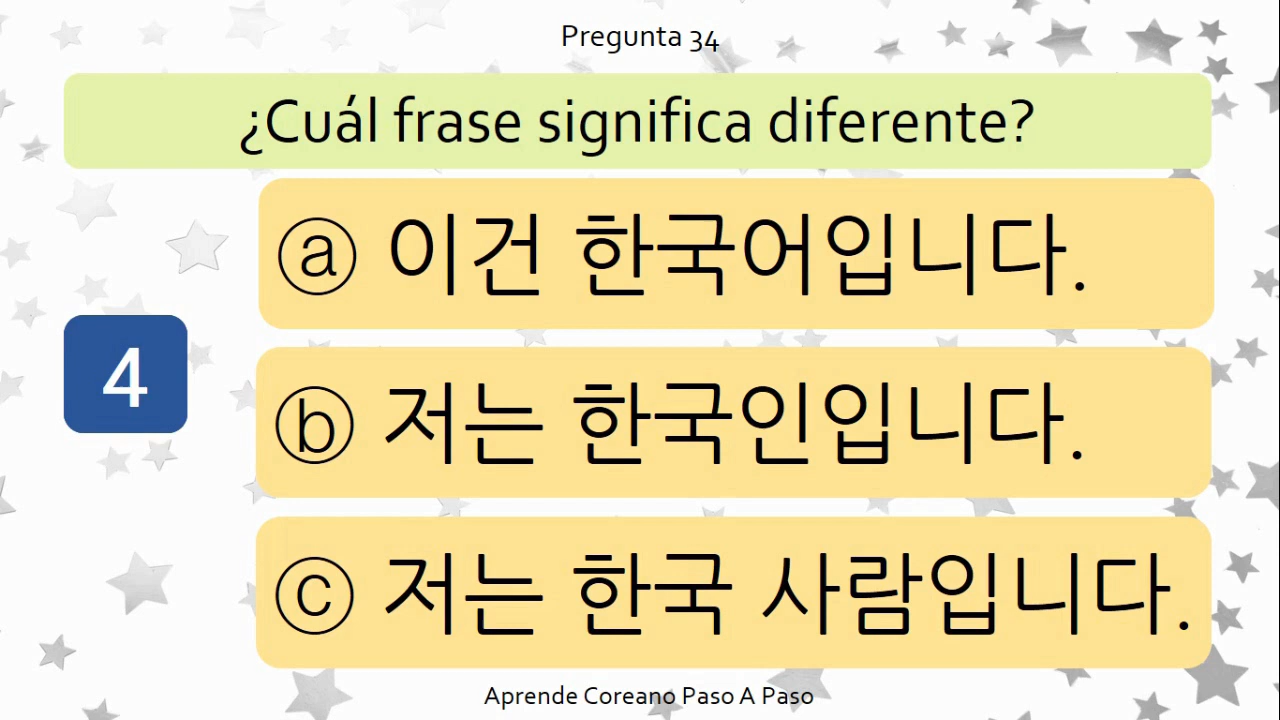 Pregunta 34
¿Cuál frase significa diferente?
ⓐ 이건 한국어입니다.
4
ⓑ 저는 한국인입니다.
ⓒ 저는 한국 사람입니다.
Aprende Coreano Paso A Paso